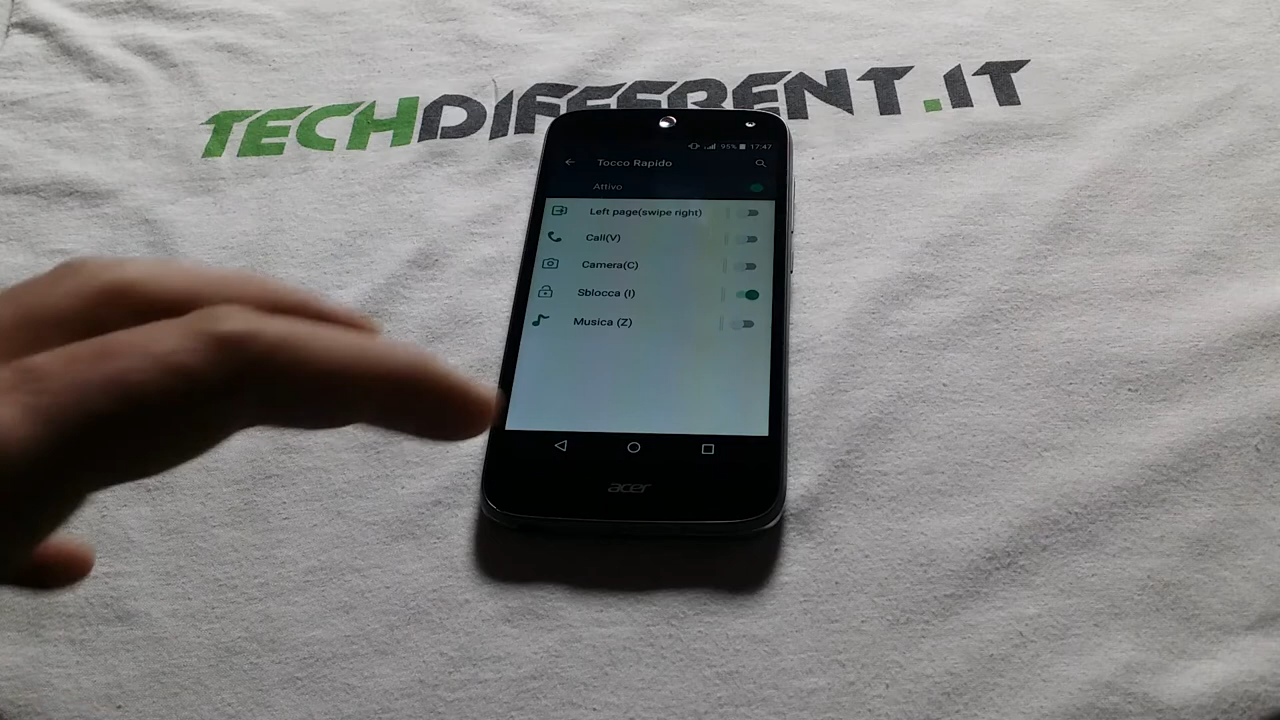 TECHDIFFERENT.IT
95% 17:47
Tocco Rapido
Attivo
Left page(swipe right)
Call(V)
Camera(C)
Sblocca (I)
Musica (Z)
acer